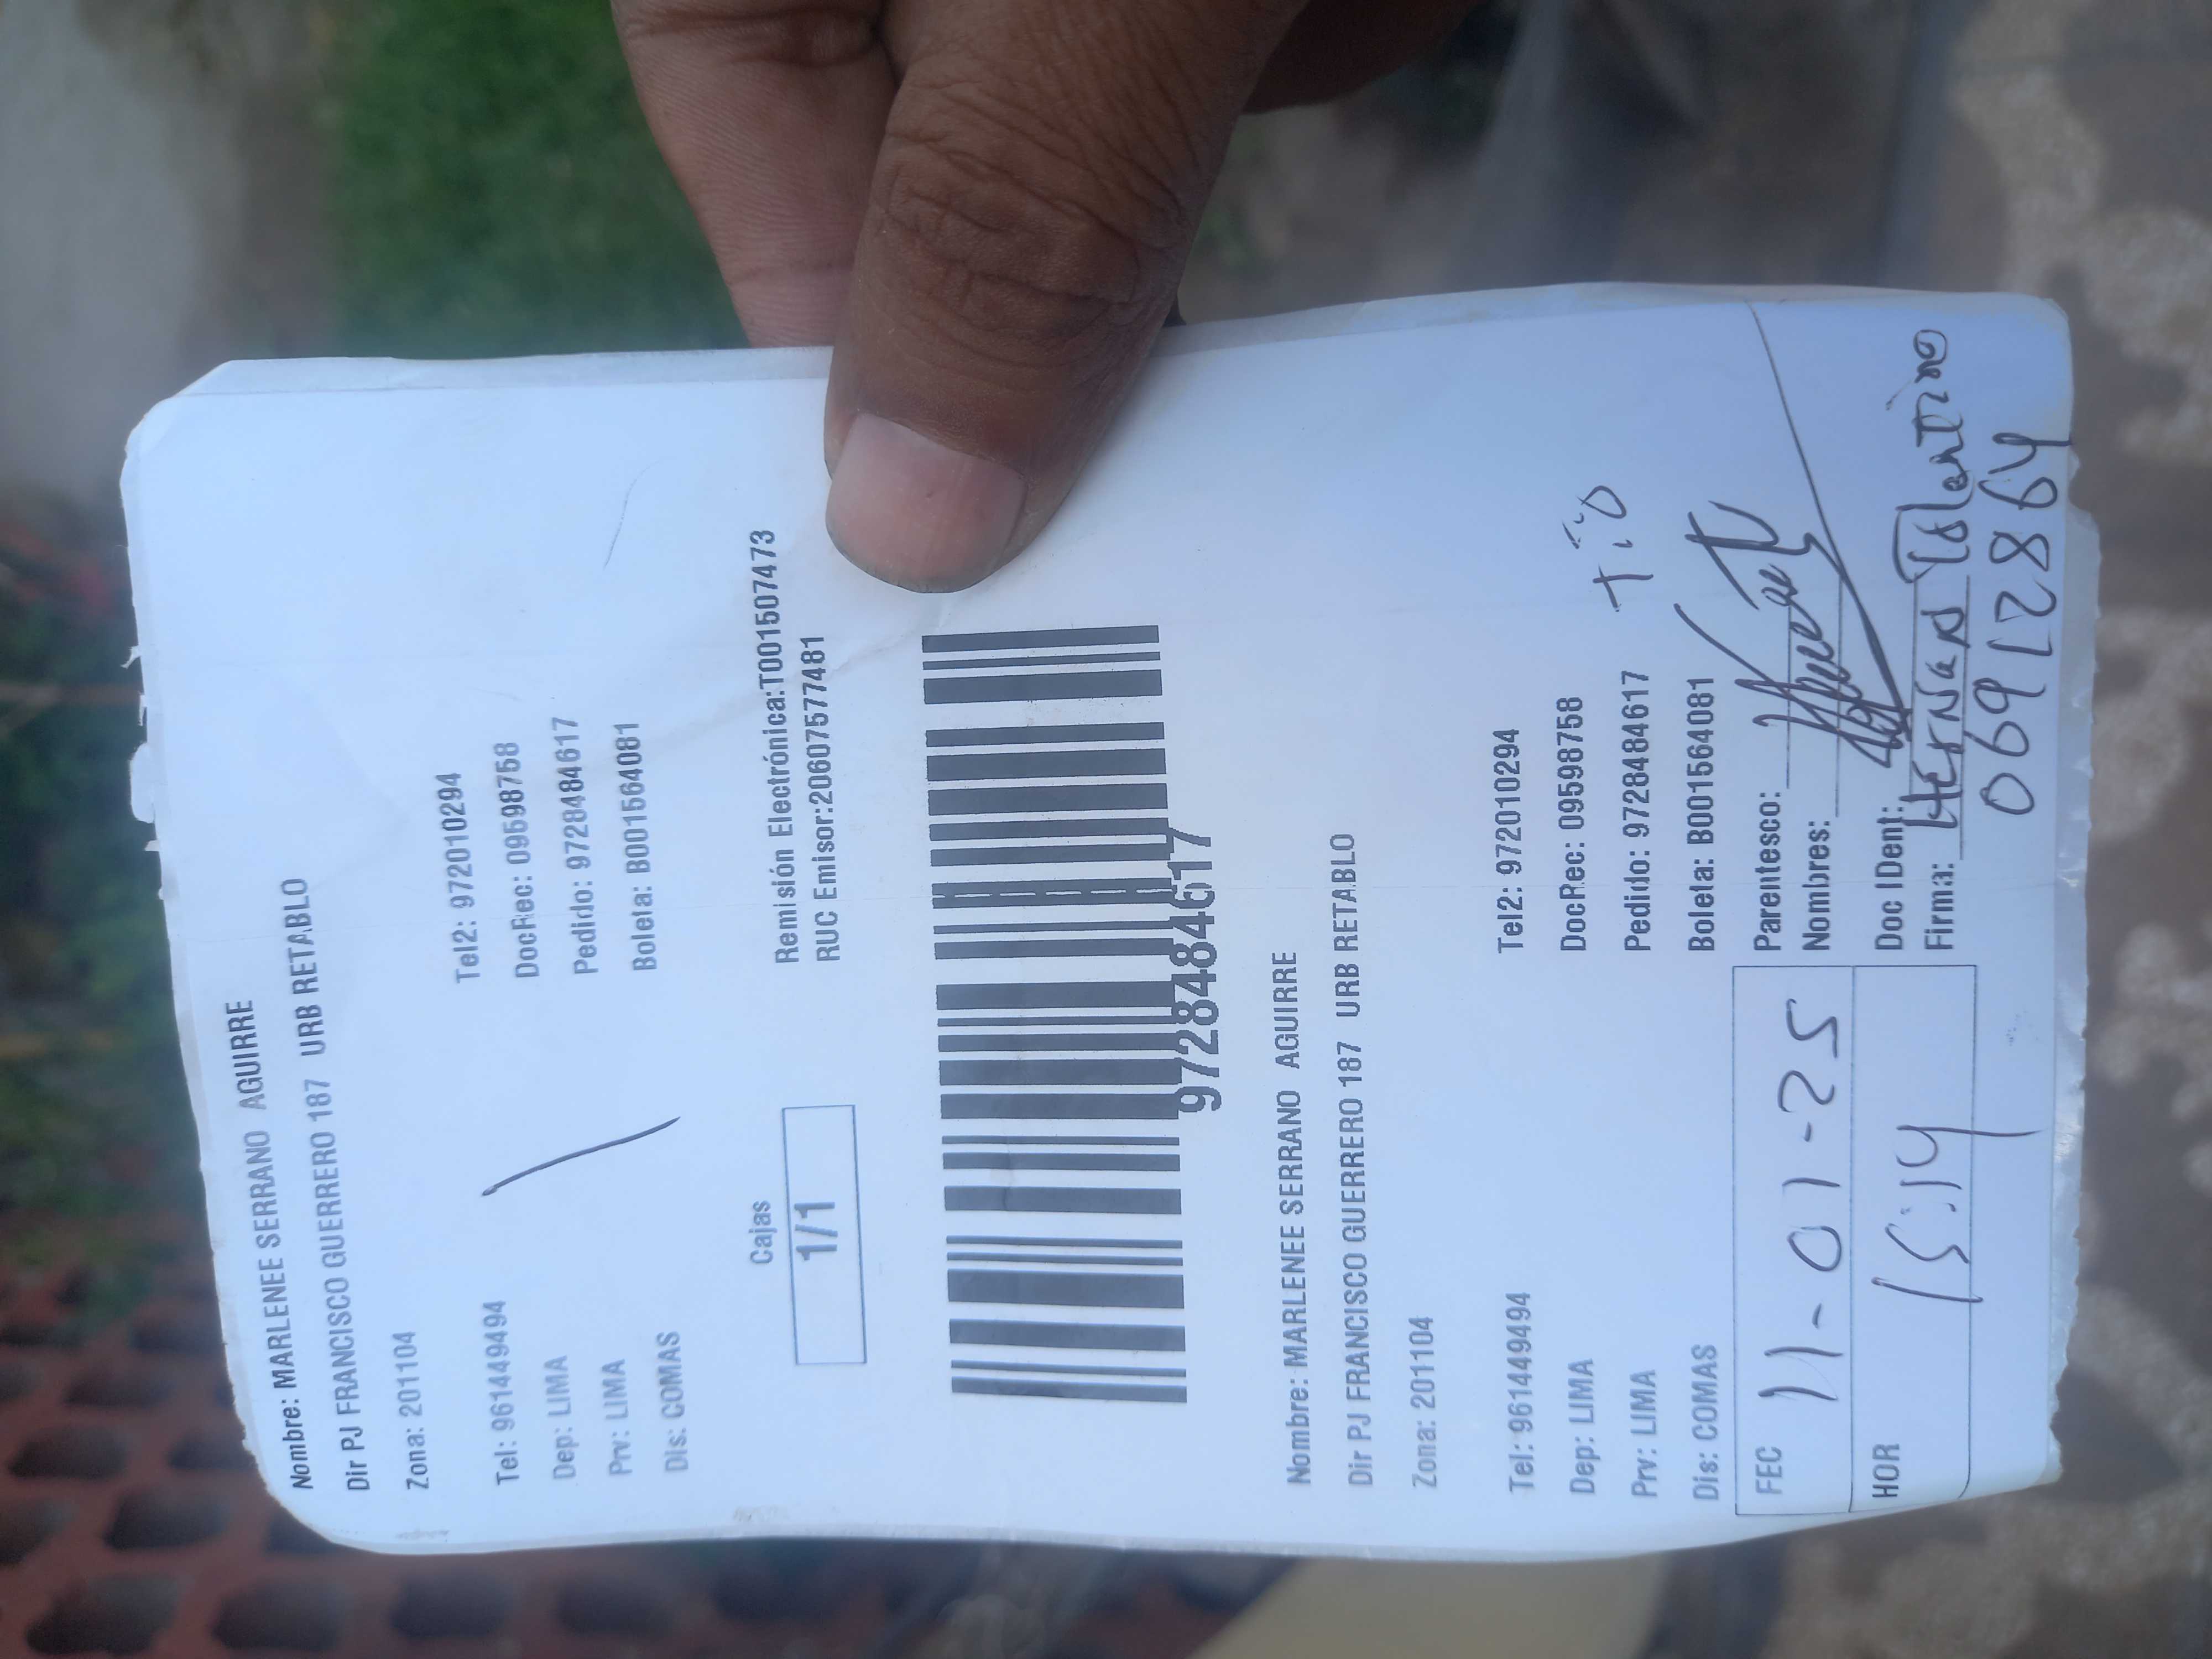 Nombre: MARLENEE SERRANO AGUIRRE
Dir PJ FRANCISCO GUERRERO 187 URB RETABLO
Zona: 201104
Tel: 961449494 Tel2: 972010294
Dep: LIMA DocRec: 09598758
Prv: LIMA Pedido: 9728484617
Dis: COMAS Boleta: B001564081
Cajas
1/1
Remisión Electrónica:T001507473
RUC Emisor:20607577481
9728484617
Nombre: MARLENEE SERRANO AGUIRRE
Dir PJ FRANCISCO GUERRERO 187 URB RETABLO
Zona: 201104
Tel: 961449494 Tel2: 972010294
Dep: LIMA DocRec: 09598758
Prv: LIMA Pedido: 9728484617
Tio
Dis: COMAS Boleta: B001564081
FEC 11-01-25 Parentesco:
Nombres:
HOR 15:14 Doc IDent:
Firma: HERNAN
06912864